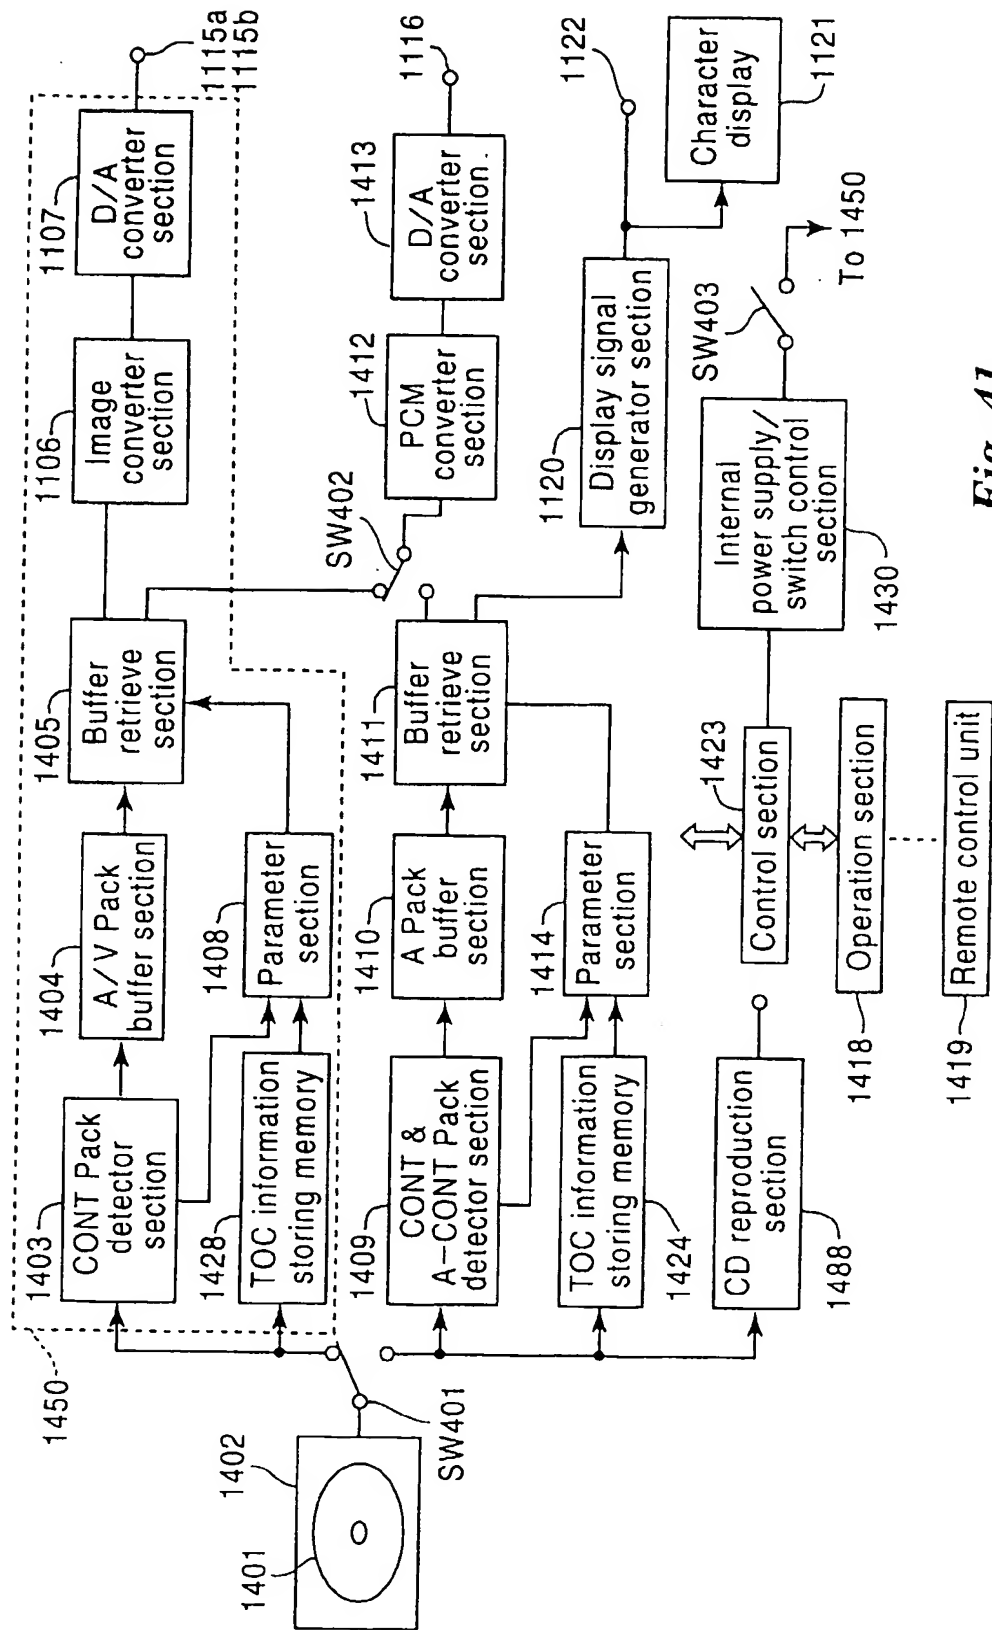 1450
1403
CONT Pack
detector
section
1404
A/V Pack
buffer section
1405
Buffer
retrieve
section
1106
Image
converter
section
1107
D/A
converter
section
1115a
1115b
1428
TOC information
storing memory
1408
Parameter
section
1402
1401
SW401
SW402
1409
CONT &
A-CONT Pack
detector section
1410
A Pack
buffer
section
1411
Buffer
retrieve
section
1412
PCM
converter
section
1413
D/A
converter
section.
1116
TOC information
storing memory
1424
1414
Parameter
section
1120
Display signal
generator section
1122
Character
display
1121
CD reproduction
section
1488
1423
Control section
Internal
power supply/
switch control
section
1430
SW403
To 1450
1418
Operation section
1419
Remote control unit